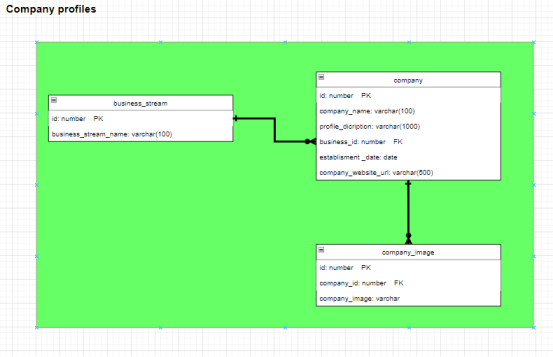 Company profiles
business_stream
id: number PK
business_stream_name: varchar(100)
company
id: number PK
company_name: varchar(100)
profile_dicription: varchar(1000)
business_id: number FK
establisment _date: date
company_website_url: varchar(500)
company_image
id: number PK
company_id: number FK
company_image: varchar